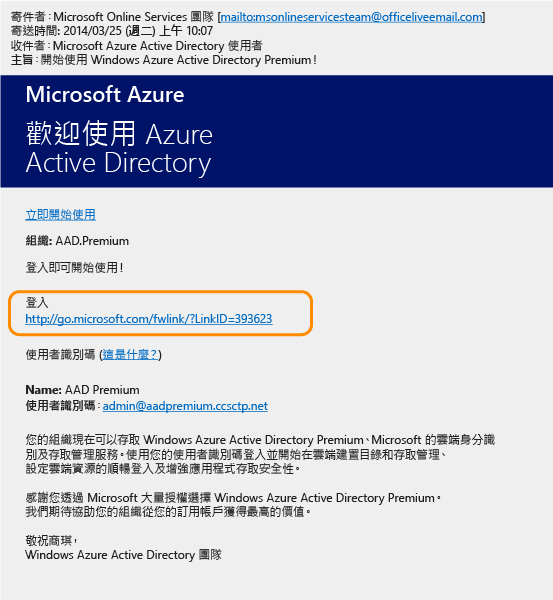 寄件者：Microsoft Online Services 團隊 [mailto:msonlineservicesteam@officeliveemail.com]
寄送時間: 2014/03/25 (週二) 上午 10:07
收件者：Microsoft Azure Active Directory 使用者
主旨：開始使用 Windows Azure Active Directory Premium！
Microsoft Azure
歡迎使用 Azure
Active Directory
立即開始使用
組織: AAD.Premium
登入即可開始使用！
登入
http://go.microsoft.com/fwlink/?LinkID=393623
使用者識別碼 (這是什麼？)
Name: AAD Premium
使用者識別碼：admin@aadpremium.ccsctp.net
您的組織現在可以存取 Windows Azure Active Directory Premium、Microsoft 的雲端身分識
別及存取管理服務。使用您的使用者識別碼登入並開始在雲端建置目錄和存取管理、
設定雲端資源的順暢登入及增強應用程式存取安全性。
感謝您透過 Microsoft 大量授權選擇 Windows Azure Active Directory Premium。
我們期待協助您的組織從您的訂用帳戶獲得最高的價值。
敬祝商琪，
Windows Azure Active Directory 團隊